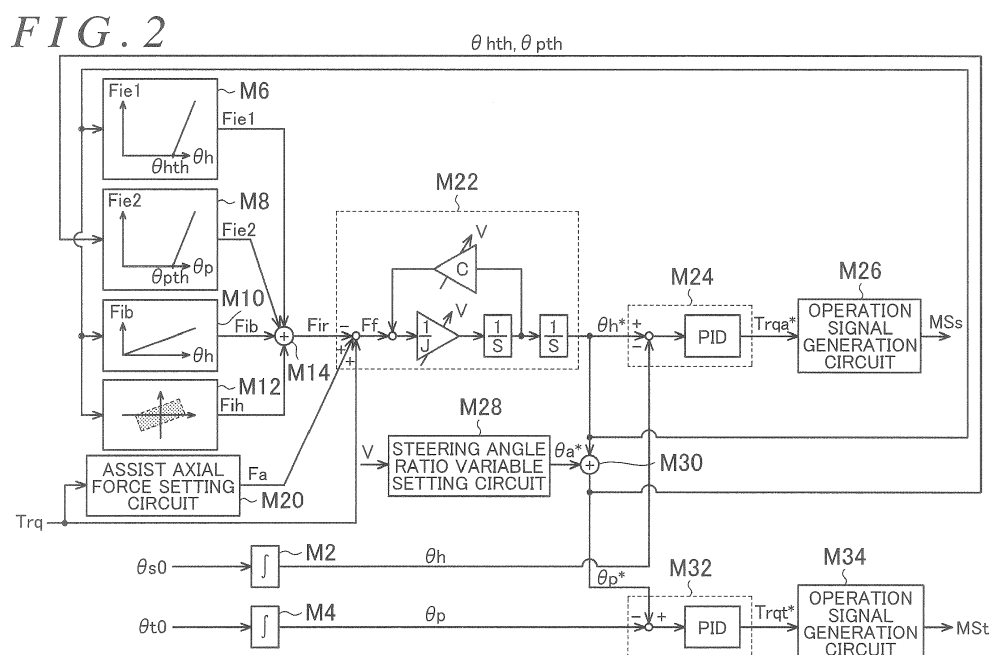 FIG. 2
θhth, θpth
Fie1
M6
Fie1
θhth θh
Fie2
M8
Fie2
θpth θp
M22
V
C
Fib
M10
Fib
θh
Fir
M14
− Ff
+
+
1/J
V
1/S
1/S
θh*
+
−
M24
PID
Trqa*
M26
OPERATION
SIGNAL
GENERATION
CIRCUIT
MSs
M12
Fih
M28
V
STEERING ANGLE
RATIO VARIABLE
SETTING CIRCUIT
θa*
+
M30
ASSIST AXIAL
FORCE SETTING
CIRCUIT
Fa
M20
Trq
θs0
∫
M2
θh
θp*
M32
M34
θt0
∫
M4
θp
−
+
PID
Trqt*
OPERATION
SIGNAL
GENERATION
CIRCUIT
MSt